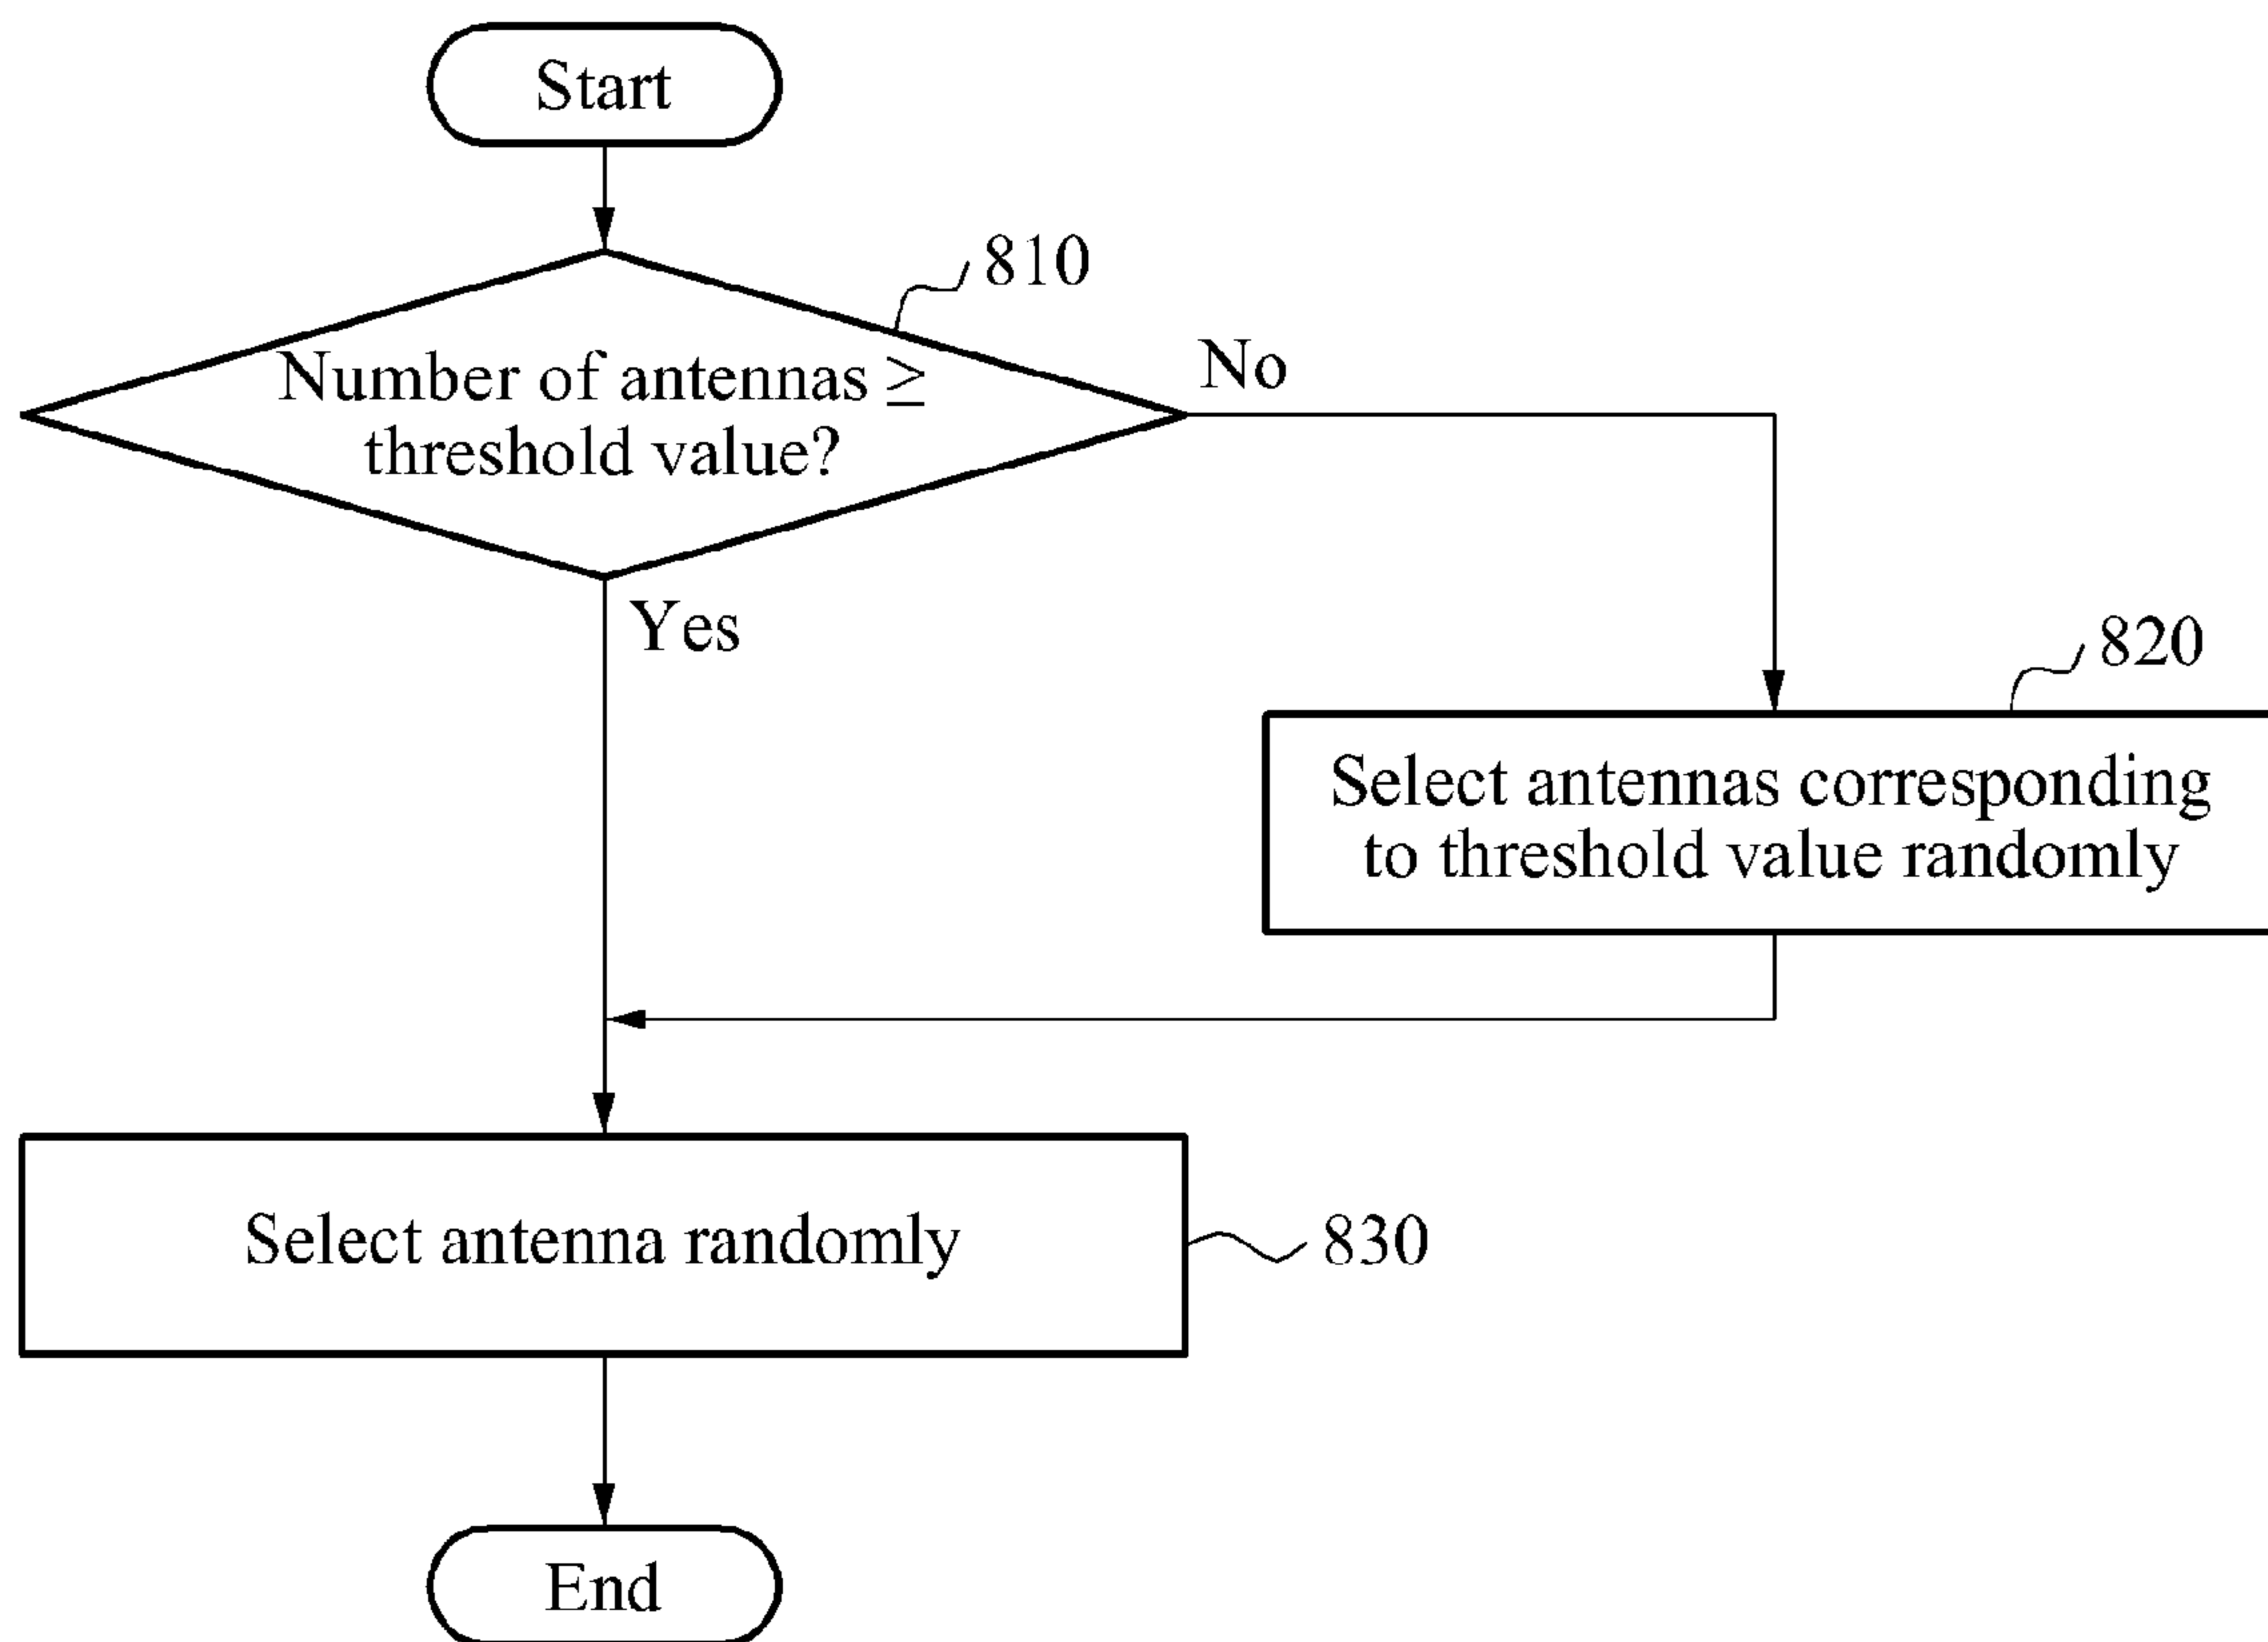 Start
810
Number of antennas ≥
threshold value?
No
Yes
820
Select antennas corresponding
to threshold value randomly
Select antenna randomly
830
End